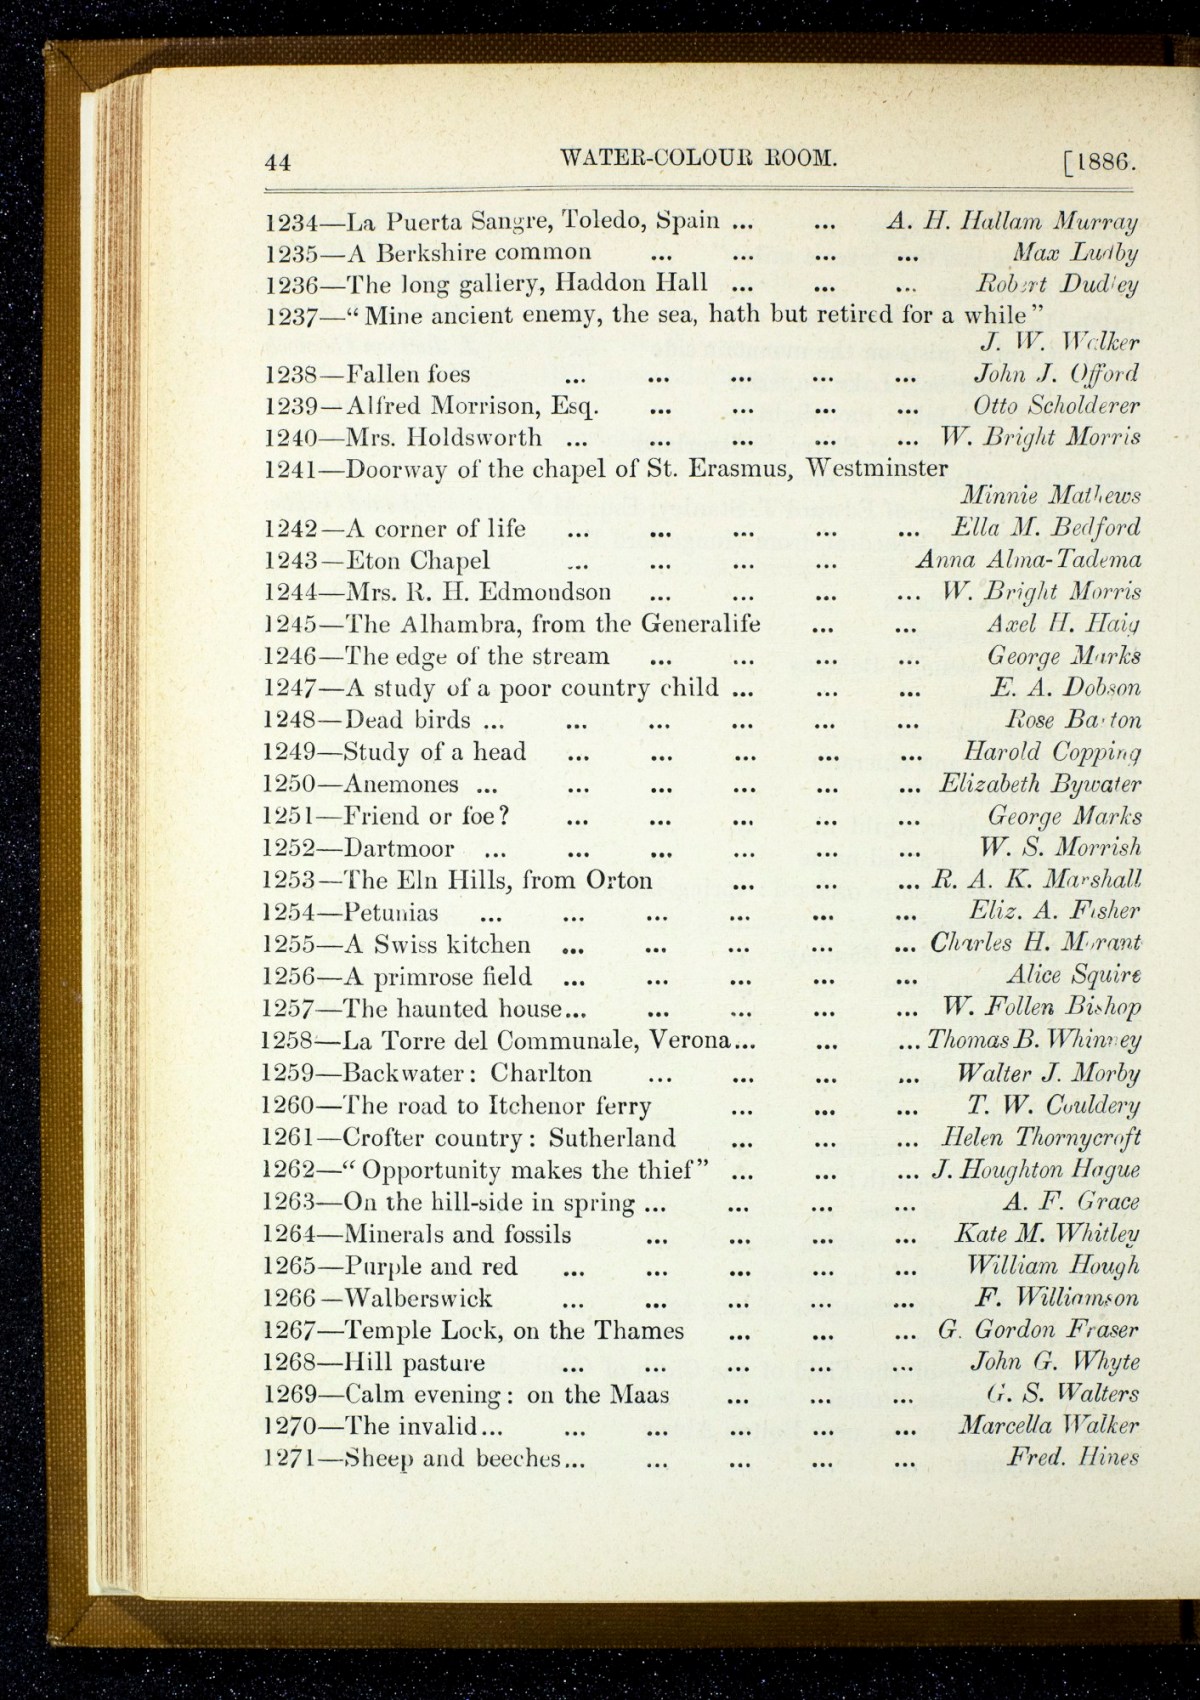 44 WATER-COLOUR ROOM. [1886.
1234—La Puerta Sangre, Toledo, Spain ... ... A. H. Hallam Murray
1235—A Berkshire common ... ... ... ... Max Ludby
1236—The long gallery, Haddon Hall ... ... ... Robert Dudley
1237—“Mine ancient enemy, the sea, hath but retired for a while”
J. W. Walker
1238—Fallen foes ... ... ... ... ... John J. Offord
1239—Alfred Morrison, Esq. ... ... ... ... Otto Scholderer
1240—Mrs. Holdsworth ... ... ... ... ... W. Bright Morris
1241—Doorway of the chapel of St. Erasmus, Westminster
Minnie Mathews
1242—A corner of life ... ... ... ... ... Ella M. Bedford
1243—Eton Chapel ... ... ... ... Anna Alma-Tadema
1244—Mrs. R. H. Edmondson ... ... ... ... W. Bright Morris
1245—The Alhambra, from the Generalife ... ... Axel H. Haig
1246—The edge of the stream ... ... ... ... George Marks
1247—A study of a poor country child ... ... ... E. A. Dobson
1248—Dead birds ... ... ... ... ... ... Rose Barton
1249—Study of a head ... ... ... ... ... Harold Copping
1250—Anemones ... ... ... ... ... ... Elizabeth Bywater
1251—Friend or foe? ... ... ... ... ... George Marks
1252—Dartmoor ... ... ... ... ... ... W. S. Morrish
1253—The Eln Hills, from Orton ... ... ... R. A. K. Marshall
1254—Petunias ... ... ... ... ... ... Eliz. A. Fisher
1255—A Swiss kitchen ... ... ... ... ... Charles H. Morant
1256—A primrose field ... ... ... ... ... Alice Squire
1257—The haunted house... ... ... ... ... W. Follen Bishop
1258—La Torre del Communale, Verona... ... ... Thomas B. Whinney
1259—Backwater: Charlton ... ... ... ... Walter J. Morby
1260—The road to Itchenor ferry ... ... ... T. W. Couldery
1261—Crofter country: Sutherland ... ... ... Helen Thornycroft
1262—“Opportunity makes the thief” ... ... ... J. Houghton Hague
1263—On the hill-side in spring ... ... ... ... A. F. Grace
1264—Minerals and fossils ... ... ... ... Kate M. Whitley
1265—Purple and red ... ... ... ... ... William Hough
1266—Walberswick ... ... ... ... ... F. Williamson
1267—Temple Lock, on the Thames ... ... ... G. Gordon Fraser
1268—Hill pasture ... ... ... ... ... John G. Whyte
1269—Calm evening: on the Maas ... ... ... G. S. Walters
1270—The invalid... ... ... ... ... ... Marcella Walker
1271—Sheep and beeches... ... ... ... ... Fred. Hines